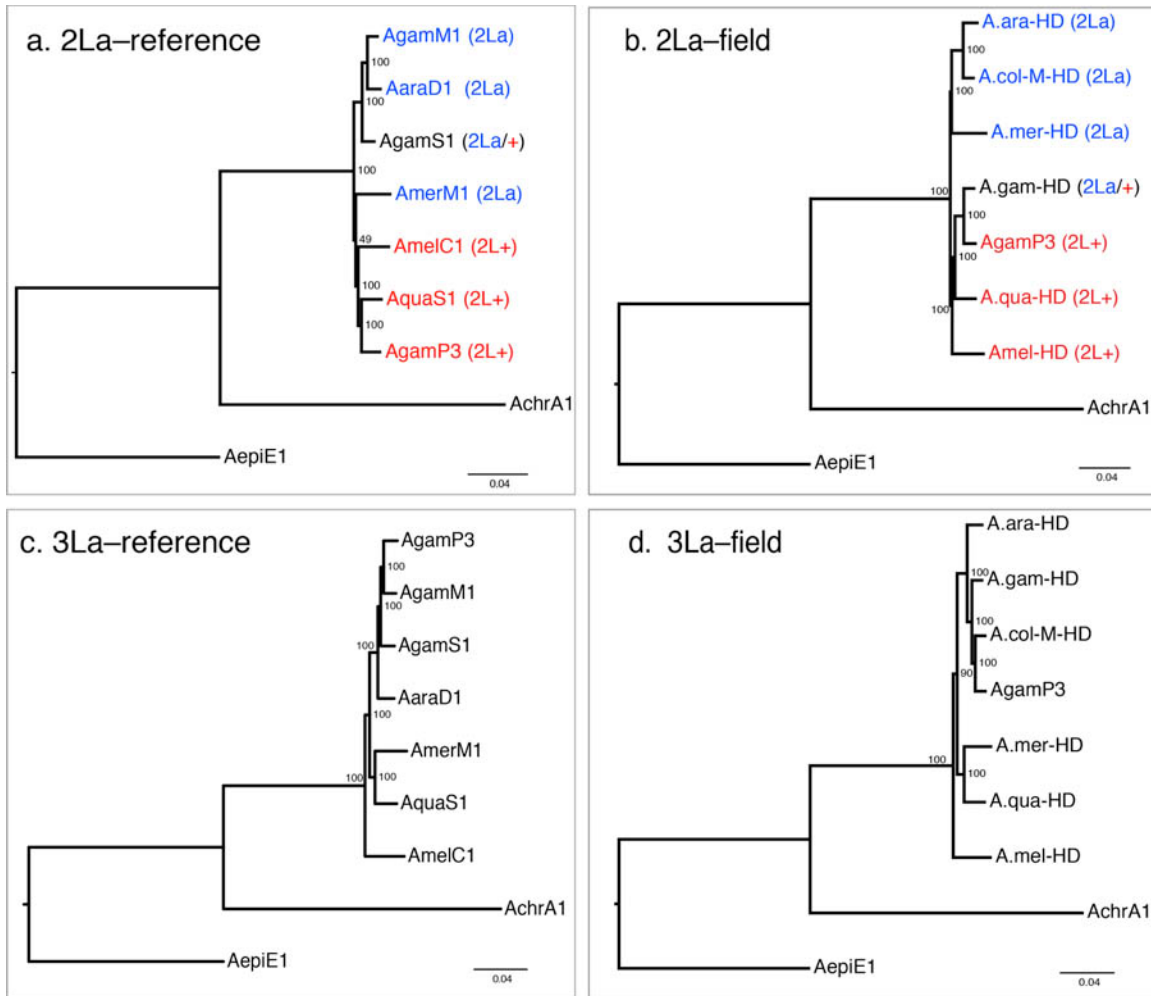 a. 2La–reference
AgamM1 (2La)
100
AaraD1 (2La)
100
AgamS1 (2La/+)
100
AmerM1 (2La)
49
AmelC1 (2L+)
100
AquaS1 (2L+)
100
AgamP3 (2L+)
AchrA1
AepiE1
0.04
b. 2La–field
A.ara-HD (2La)
100
A.col-M-HD (2La)
100
A.mer-HD (2La)
100
A.gam-HD (2La/+)
100
AgamP3 (2L+)
100
A.qua-HD (2L+)
100
Amel-HD (2L+)
AchrA1
AepiE1
0.04
c. 3La–reference
AgamP3
100
AgamM1
100
AgamS1
100
AaraD1
100
AmerM1
100
100
AquaS1
AmelC1
AchrA1
AepiE1
0.04
d. 3La–field
A.ara-HD
100
A.gam-HD
100
A.col-M-HD
100
90
AgamP3
A.mer-HD
100
100
A.qua-HD
A.mel-HD
AchrA1
AepiE1
0.04